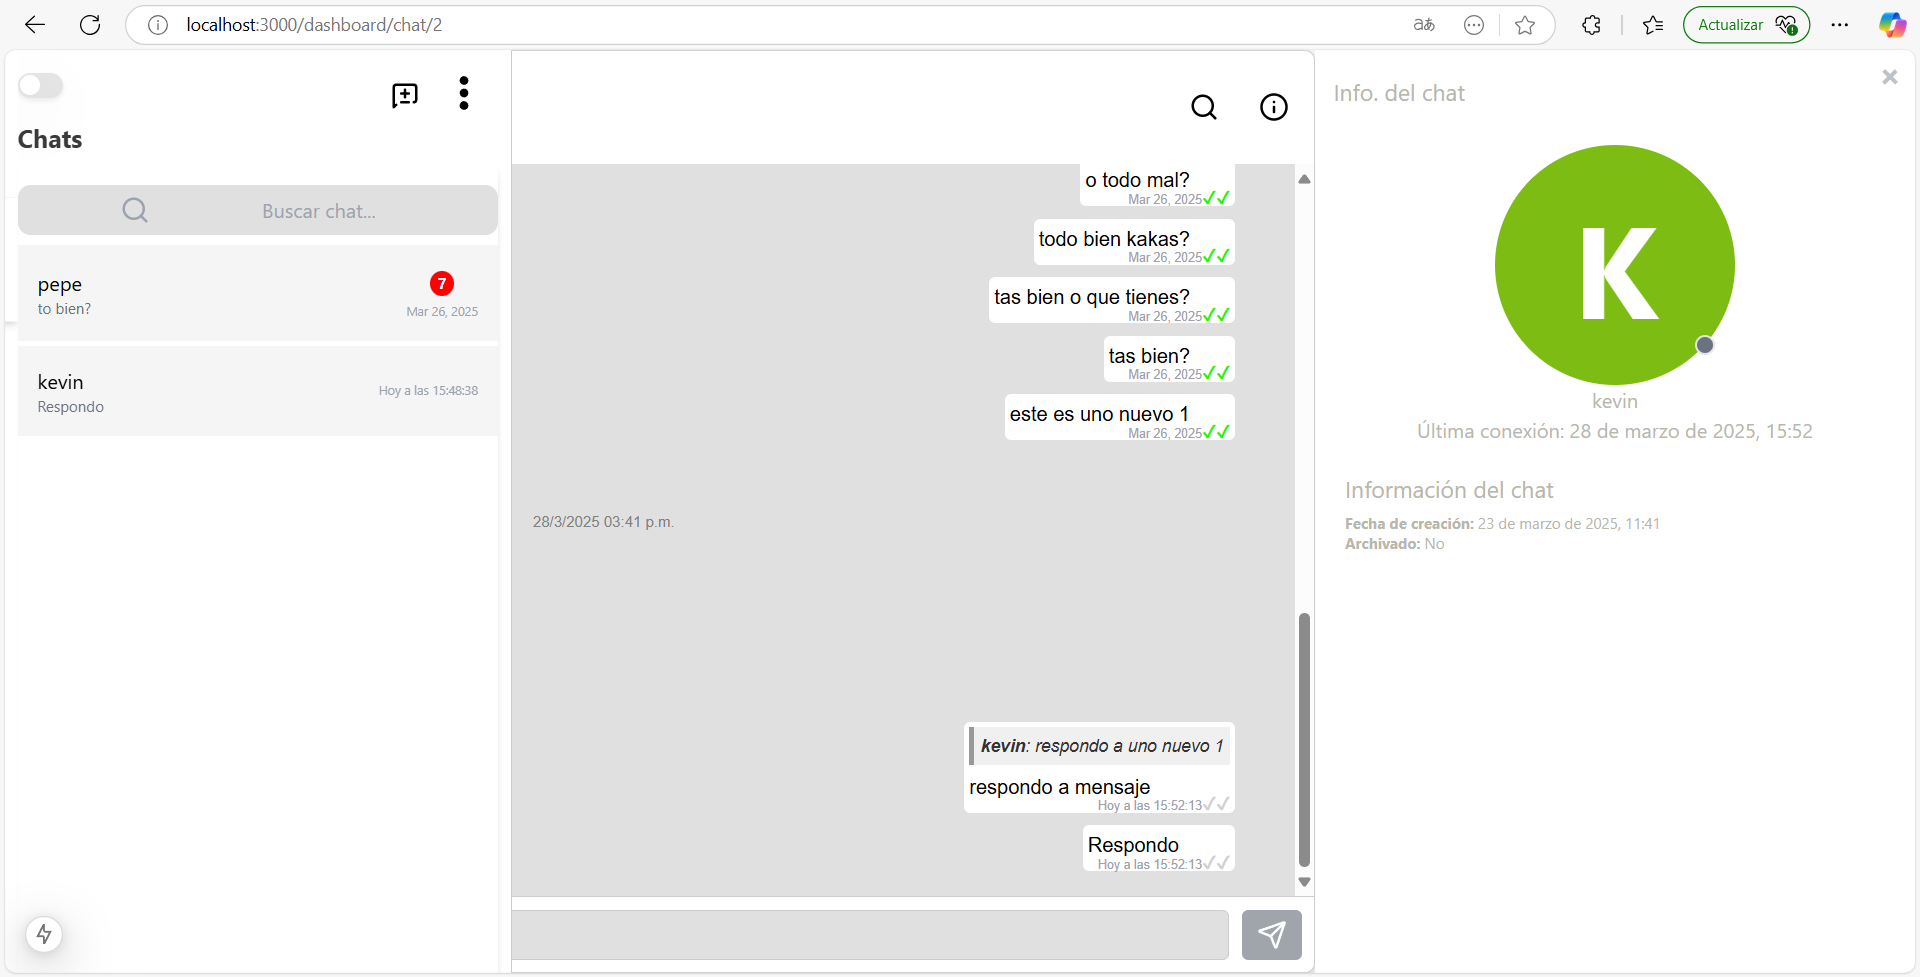 localhost:3000/dashboard/chat/2
aあ
Actualizar
Chats
Buscar chat...
pepe
7
to bien?
Mar 26, 2025
kevin
Hoy a las 15:48:38
Respondo
o todo mal?
Mar 26, 2025
todo bien kakas?
Mar 26, 2025
tas bien o que tienes?
Mar 26, 2025
tas bien?
Mar 26, 2025
este es uno nuevo 1
Mar 26, 2025
28/3/2025 03:41 p.m.
kevin: respondo a uno nuevo 1
respondo a mensaje
Hoy a las 15:52:13
Respondo
Hoy a las 15:52:13
Info. del chat
K
kevin
Última conexión: 28 de marzo de 2025, 15:52
Información del chat
Fecha de creación: 23 de marzo de 2025, 11:41
Archivado: No